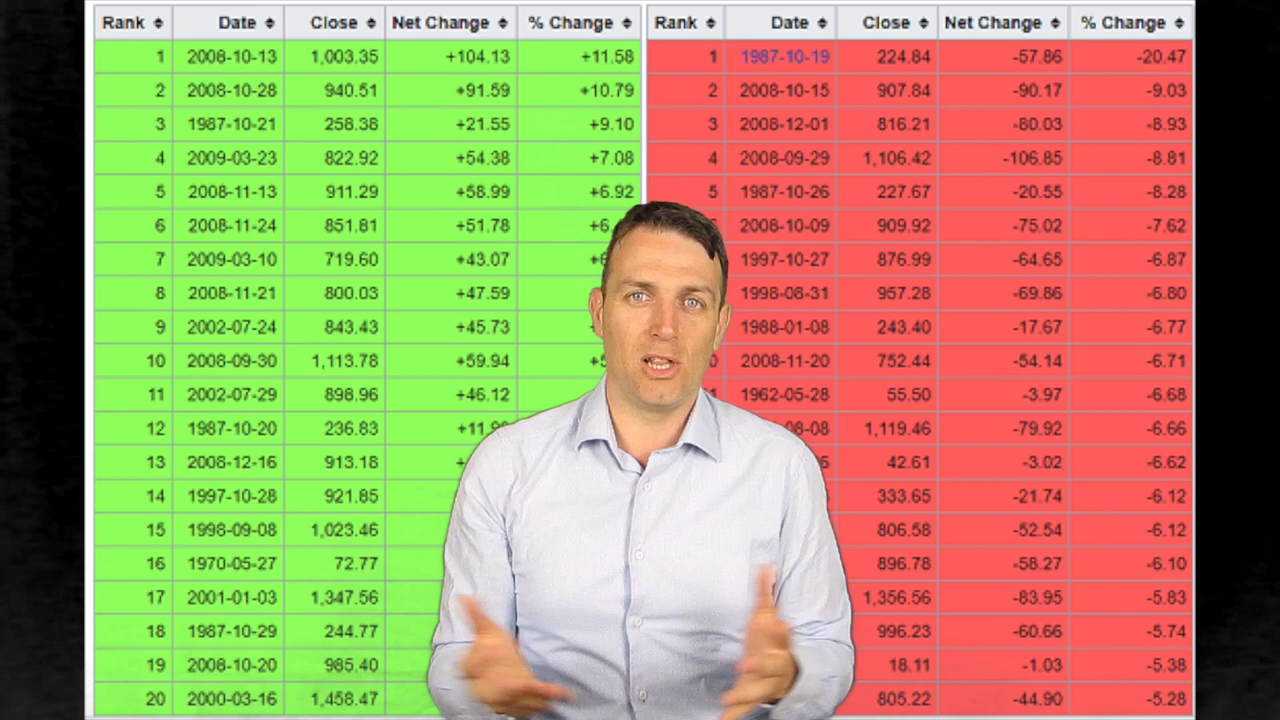 Rank Date Close Net Change % Change Rank Date Close Net Change % Change
1 2008-10-13 1,003.35 +104.13 +11.58 1 1987-10-19 224.84 -57.86 -20.47
2 2008-10-28 940.51 +91.59 +10.79 2 2008-10-15 907.84 -90.17 -9.03
3 1987-10-21 258.38 +21.55 +9.10 3 2008-12-01 816.21 -80.03 -8.93
4 2009-03-23 822.92 +54.38 +7.08 4 2008-09-29 1,106.42 -106.85 -8.81
5 2008-11-13 911.29 +58.99 +6.92 5 1987-10-26 227.67 -20.55 -8.28
6 2008-11-24 851.81 +51.78 2008-10-09 909.92 -75.02 -7.62
7 2009-03-10 719.60 +43.07 1997-10-27 876.99 -64.65 -6.87
8 2008-11-21 800.03 +47.59 1998-08-31 957.28 -69.86 -6.80
9 2002-07-24 843.43 +45.73 1988-01-08 243.40 -17.67 -6.77
10 2008-09-30 1,113.78 +59.94 2008-11-20 752.44 -54.14 -6.71
11 2002-07-29 898.96 +46.12 1962-05-28 55.50 -3.97 -6.68
12 1987-10-20 236.83 1,119.46 -79.92 -6.66
13 2008-12-16 913.18 42.61 -3.02 -6.62
14 1997-10-28 921.85 333.65 -21.74 -6.12
15 1998-09-08 1,023.46 806.58 -52.54 -6.12
16 1970-05-27 72.77 896.78 -58.27 -6.10
17 2001-01-03 1,347.56 1,356.56 -83.95 -5.83
18 1987-10-29 244.77 996.23 -60.66 -5.74
19 2008-10-20 985.40 18.11 -1.03 -5.38
20 2000-03-16 1,458.47 805.22 -44.90 -5.28